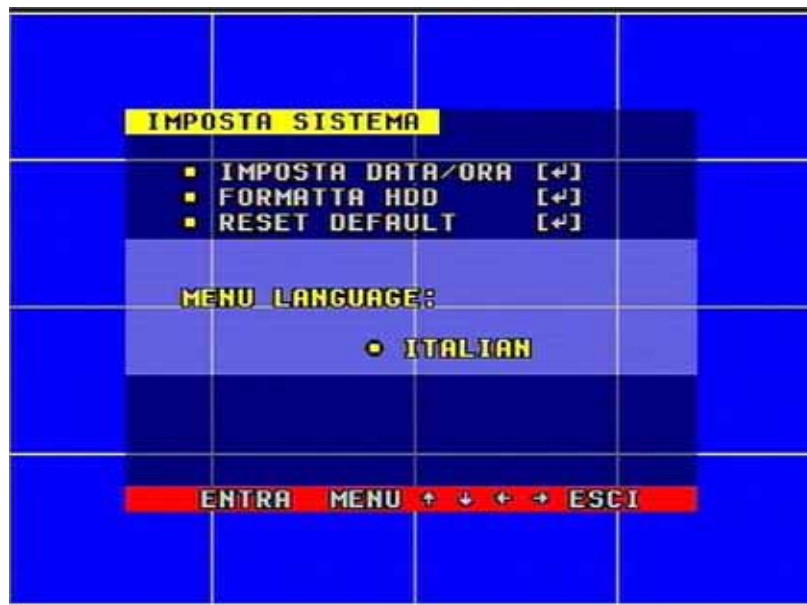 IMPOSTA SISTEMA
IMPOSTA DATA/ORA [↵]
FORMATTA HDD [↵]
RESET DEFAULT [↵]
MENU LANGUAGE:
ITALIAN
ENTRA MENU ↑ ↓ ← → ESCI